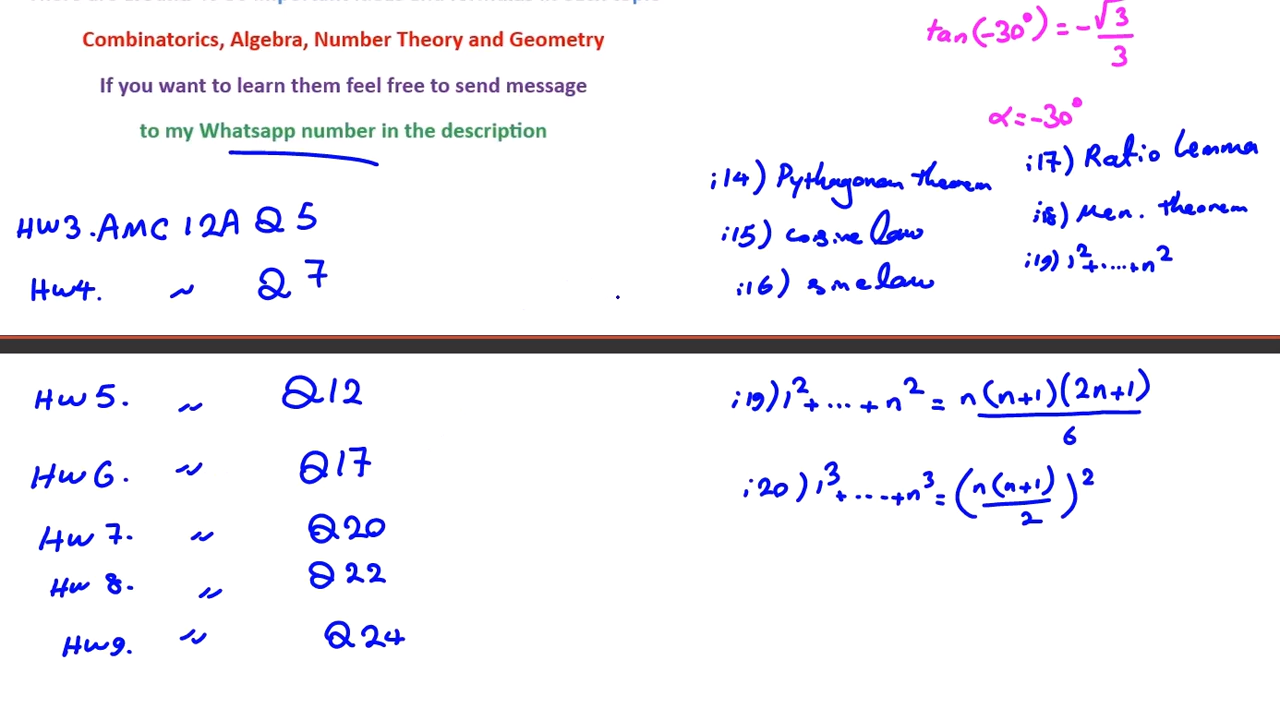 Combinatorics, Algebra, Number Theory and Geometry
If you want to learn them feel free to send message
to my Whatsapp number in the description
HW3. AMC 12A Q5
HW4. ~ Q7
HW5. 〃 Q12
HW6. 〃 Q17
HW7. 〃 Q20
HW8. 〃 Q22
HW9. 〃 Q24
tan(-30°) = -√3/3
α = -30°
i14) Pythagorean theorem
i15) cosine law
i16) sine law
i17) Ratio Lemma
i18) Men. theorem
i19) 1²+....+n²
i19) 1²+...+n² = n(n+1)(2n+1)/6
i20) 1³+....+n³ = (n(n+1)/2)²